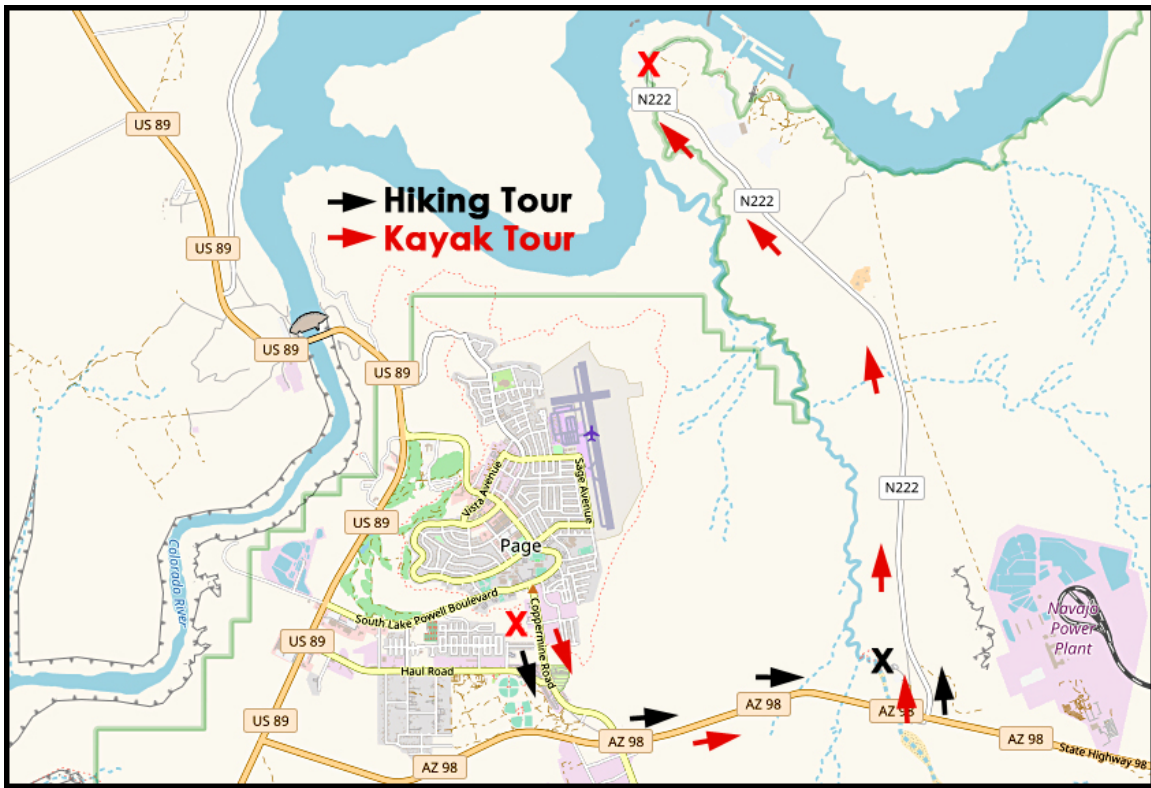 X
N222
US 89
Hiking Tour
N222
Kayak Tour
US 89
US 89
US 89
Vista Avenue
Sage Avenue
N222
US 89
Page
Colorado River
South Lake Powell Boulevard
Coppermine Road
Navajo
Power
Plant
X
US 89
Haul Road
X
AZ 98
AZ 98
US 89
AZ 98
AZ 98
State Highway 98
AZ 98